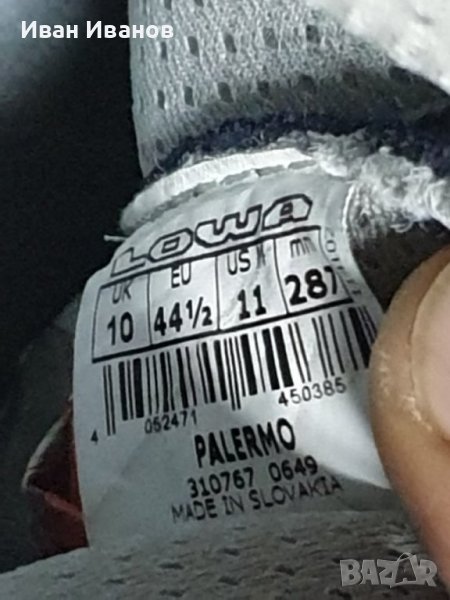 Иван Иванов
LOWA
UK EU US M mm
10 44½ 11 287
4 052471 450385
PALERMO
310767 0649
MADE IN SLOVAKIA
BAZAR